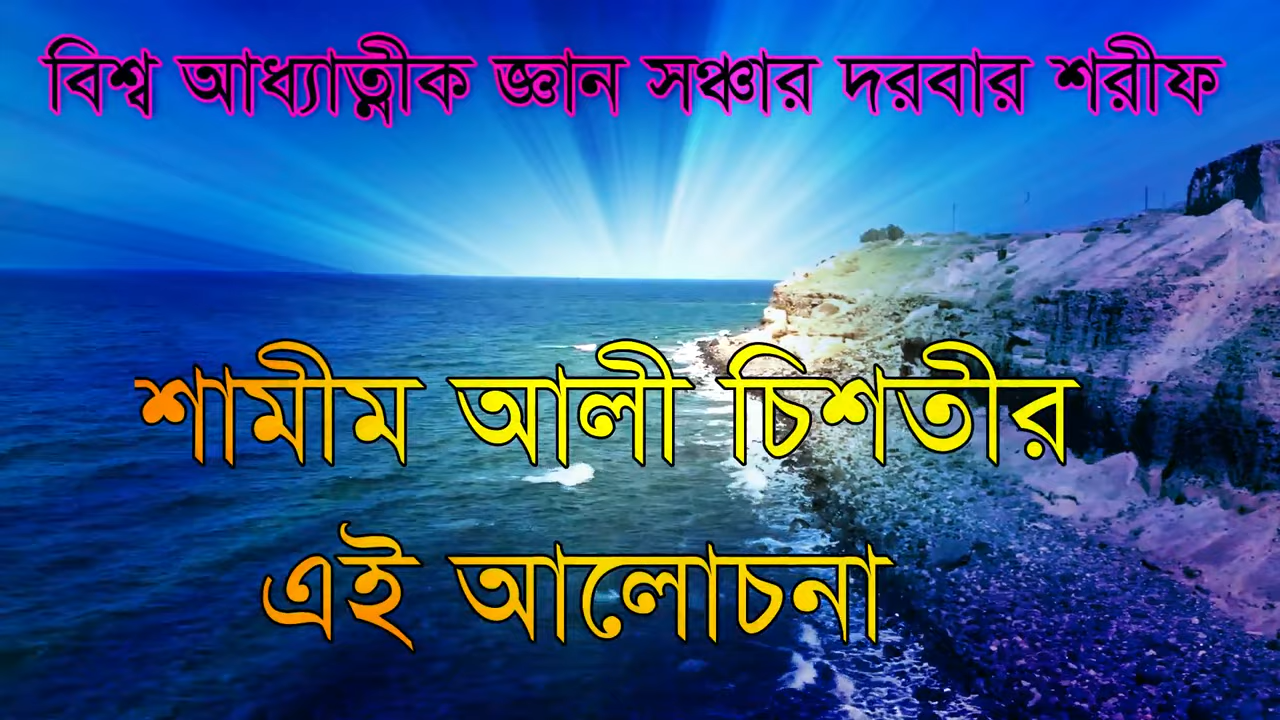 বিশ্ব আধ্যাত্নীক জ্ঞান সঞ্চার দরবার শরীফ
শামীম আলী চিশতীর
এই আলোচনা